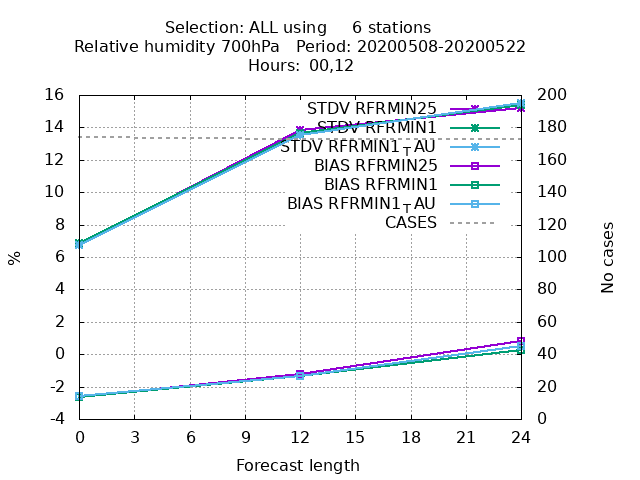 Selection: ALL using     6 stations
Relative humidity 700hPa   Period: 20200508-20200522
Hours: 00,12
16
14
12
10
8
6
4
2
0
-2
-4
%
200
180
160
140
120
100
80
60
40
20
0
No cases
STDV RFRMIN25
STDV RFRMIN1
STDV RFRMIN1_TAU
BIAS RFRMIN25
BIAS RFRMIN1
BIAS RFRMIN1_TAU
CASES
0 3 6 9 12 15 18 21 24
Forecast length